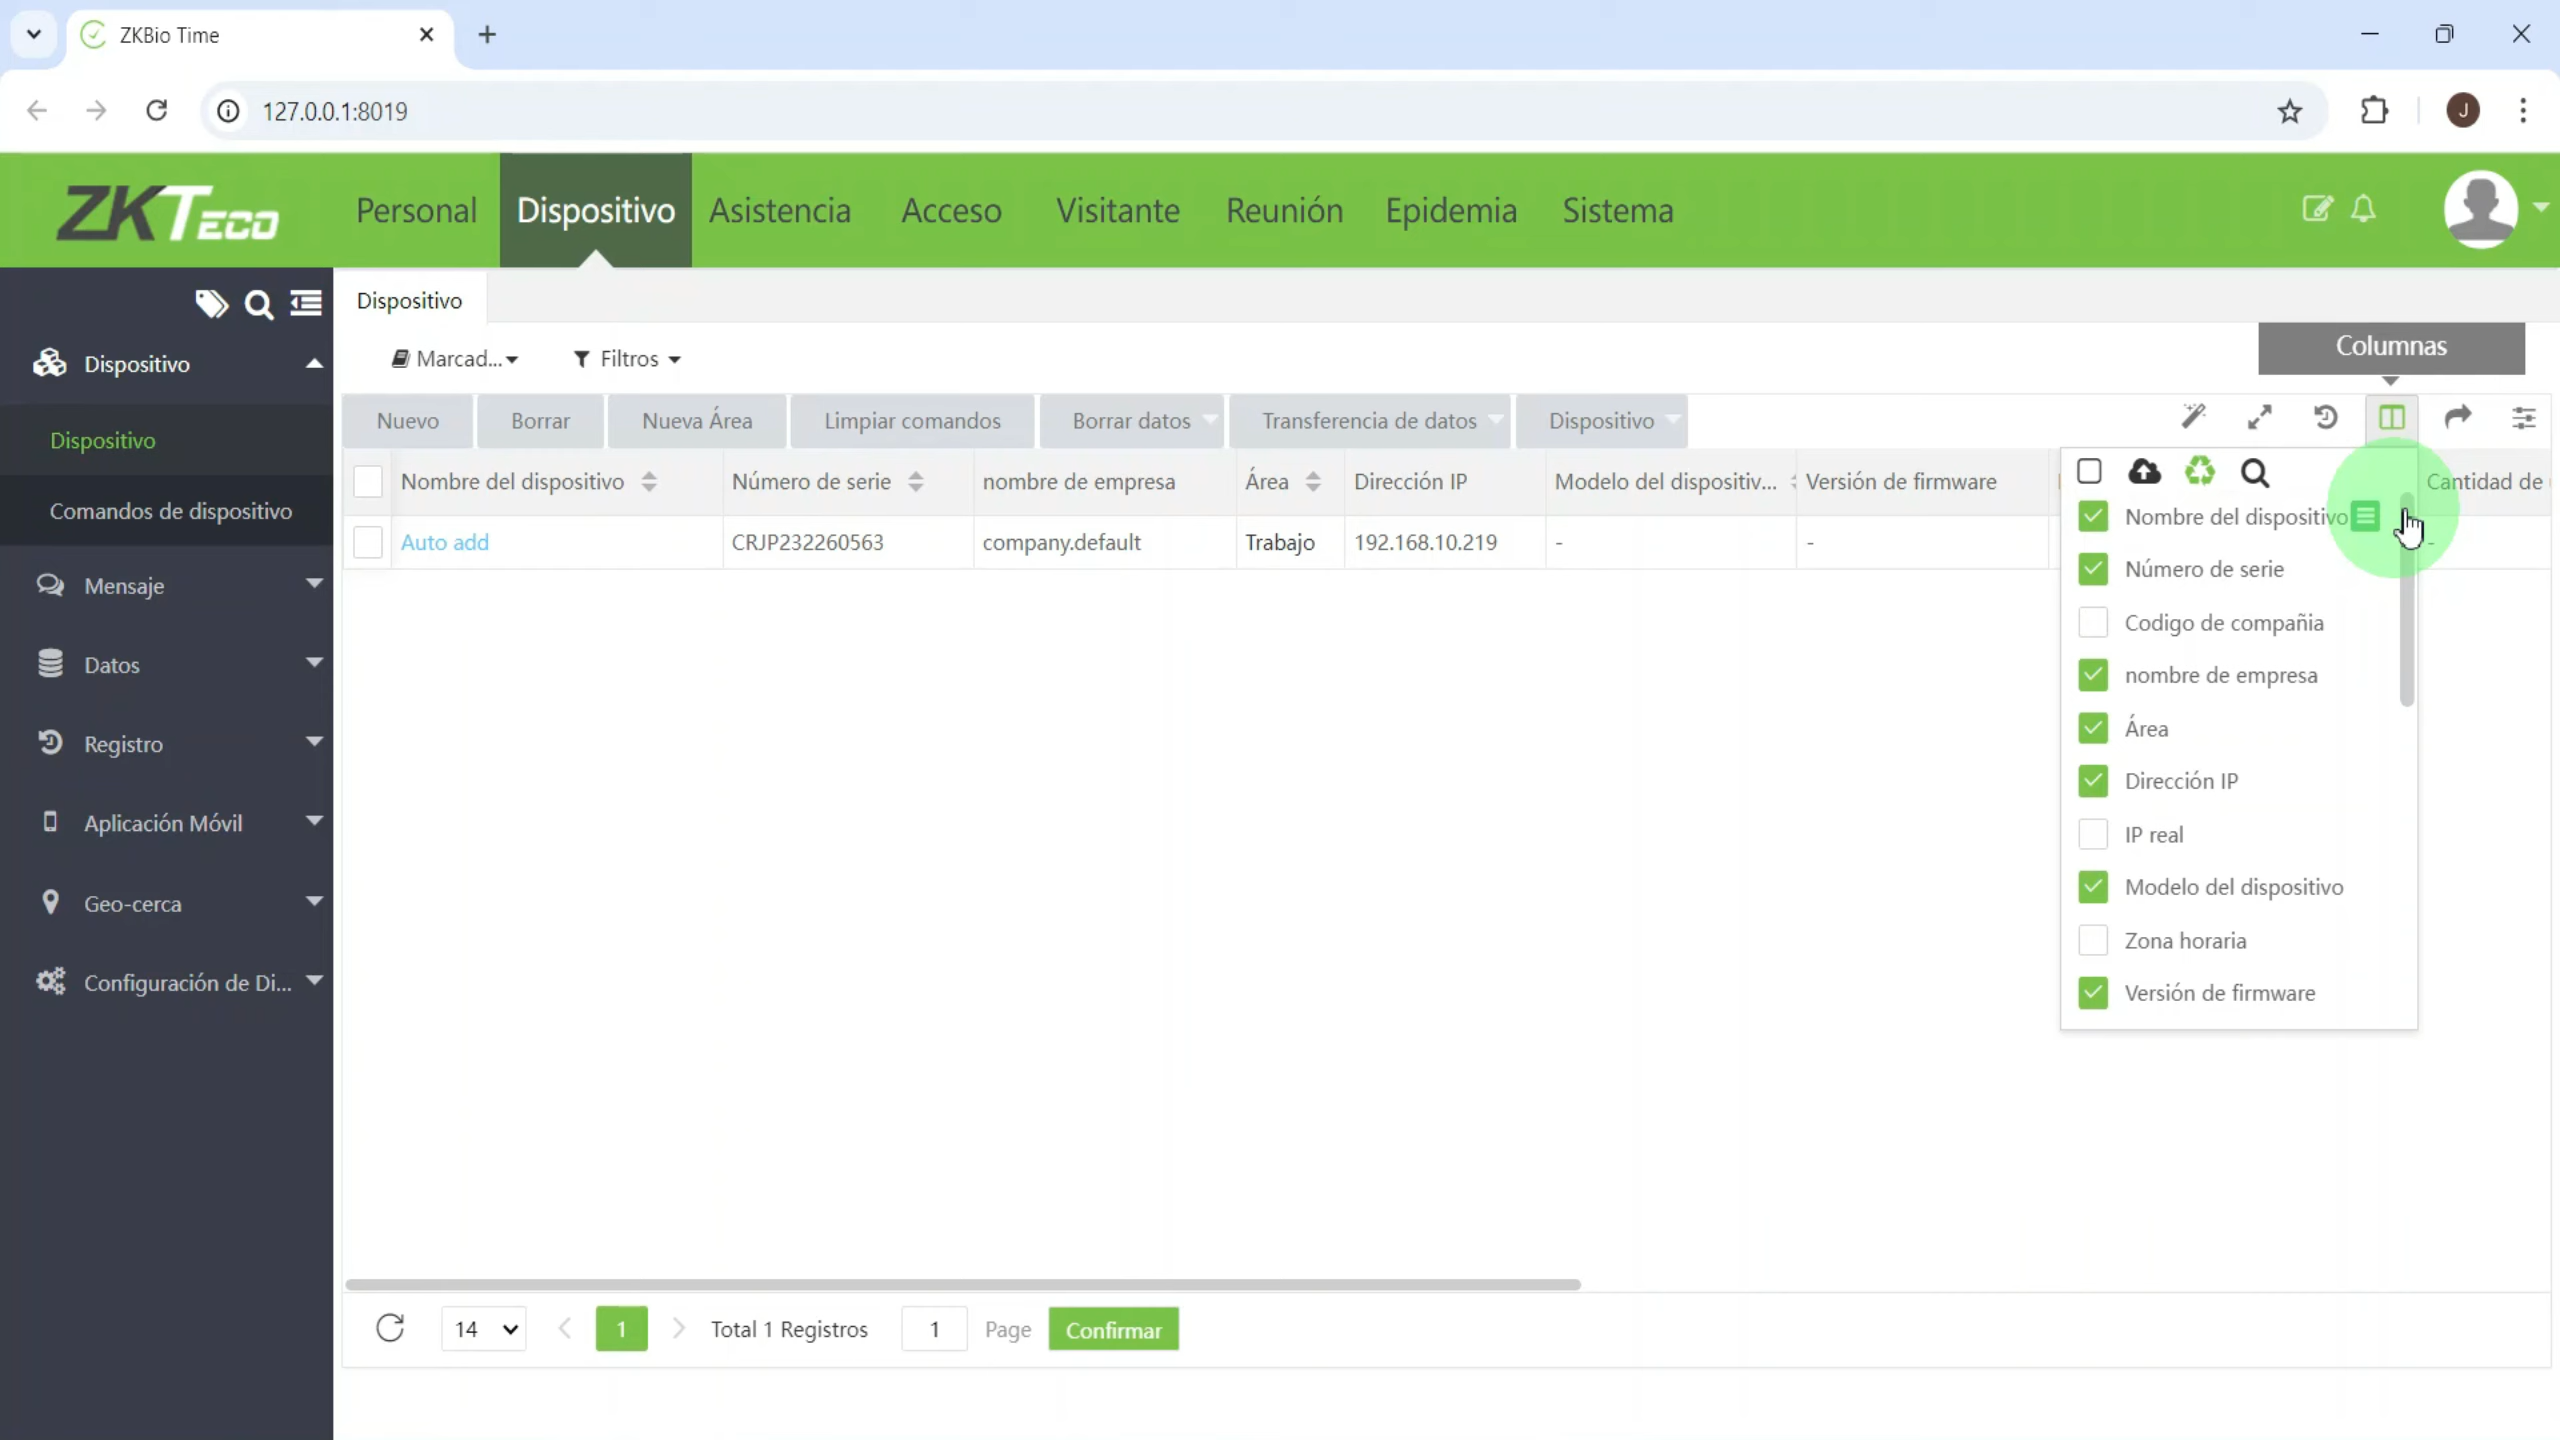 ZKBio Time
127.0.0.1:8019
J
ZKTECO
Personal Dispositivo Asistencia Acceso Visitante Reunión Epidemia Sistema
Dispositivo
Dispositivo
Comandos de dispositivo
Mensaje
Datos
Registro
Aplicación Móvil
Geo-cerca
Configuración de Di...
Dispositivo
Marcad... Filtros
Columnas
Nuevo Borrar Nueva Área Limpiar comandos Borrar datos Transferencia de datos Dispositivo
Nombre del dispositivo Número de serie nombre de empresa Área Dirección IP Modelo del dispositiv... Versión de firmware Cantidad de
Auto add CRJP232260563 company.default Trabajo 192.168.10.219 - - -
Nombre del dispositivo
Número de serie
Codigo de compañia
nombre de empresa
Área
Dirección IP
IP real
Modelo del dispositivo
Zona horaria
Versión de firmware
14 1 Total 1 Registros 1 Page Confirmar